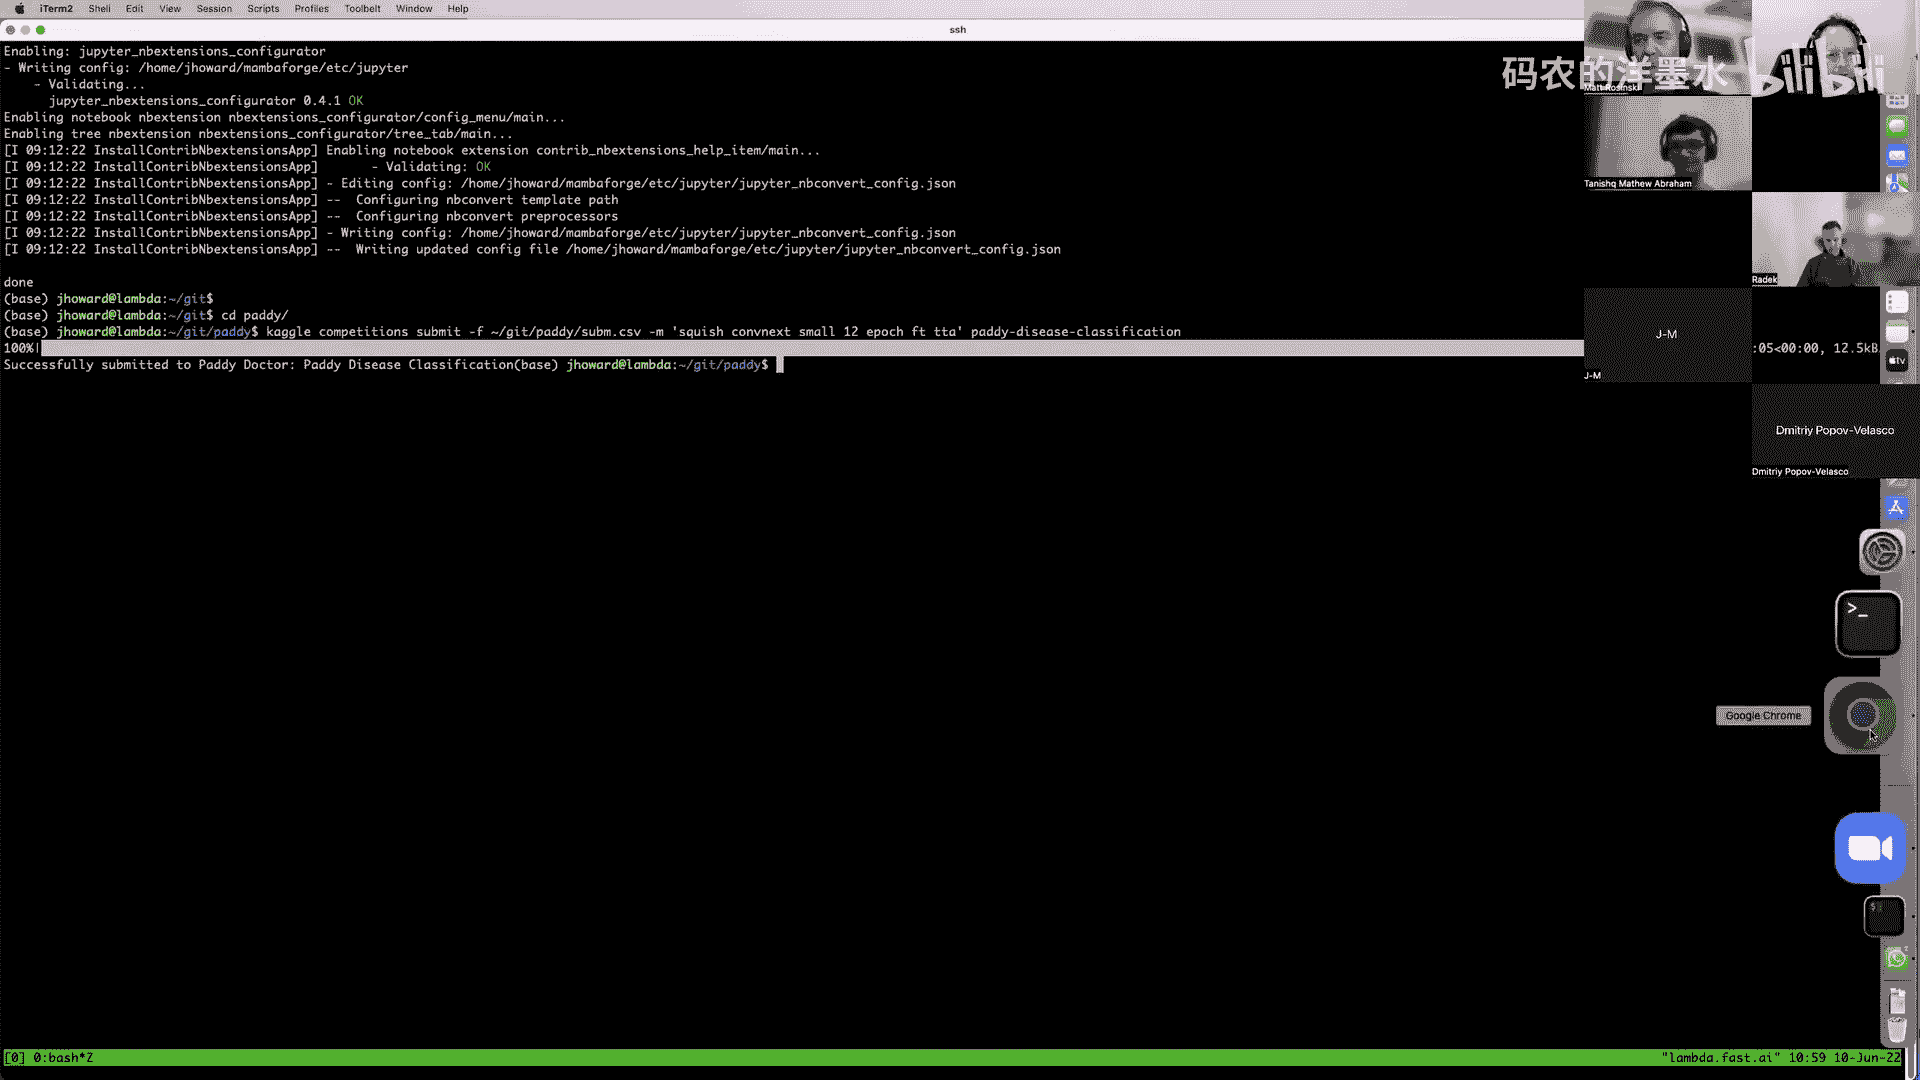 iTerm2 Shell Edit View Session Scripts Profiles Toolbelt Window Help
ssh
Enabling: jupyter_nbextensions_configurator
- Writing config: /home/jhoward/mambaforge/etc/jupyter
- Validating...
jupyter_nbextensions_configurator 0.4.1 OK
Enabling notebook nbextension nbextensions_configurator/config_menu/main...
Enabling tree nbextension nbextensions_configurator/tree_tab/main...
[I 09:12:22 InstallContribNbextensionsApp] Enabling notebook extension contrib_nbextensions_help_item/main...
[I 09:12:22 InstallContribNbextensionsApp] - Validating: OK
[I 09:12:22 InstallContribNbextensionsApp] - Editing config: /home/jhoward/mambaforge/etc/jupyter/jupyter_nbconvert_config.json
[I 09:12:22 InstallContribNbextensionsApp] -- Configuring nbconvert template path
[I 09:12:22 InstallContribNbextensionsApp] -- Configuring nbconvert preprocessors
[I 09:12:22 InstallContribNbextensionsApp] - Writing config: /home/jhoward/mambaforge/etc/jupyter/jupyter_nbconvert_config.json
[I 09:12:22 InstallContribNbextensionsApp] -- Writing updated config file /home/jhoward/mambaforge/etc/jupyter/jupyter_nbconvert_config.json
done
(base) jhoward@lambda:~/git$
(base) jhoward@lambda:~/git$ cd paddy/
(base) jhoward@lambda:~/git/paddy$ kaggle competitions submit -f ~/git/paddy/subm.csv -m 'squish convnext small 12 epoch ft tta' paddy-disease-classification
100%| :05<00:00, 12.5kB
Successfully submitted to Paddy Doctor: Paddy Disease Classification(base) jhoward@lambda:~/git/paddy$
码农的洋墨水 bilibili
Matt Rosinski
Tanishq Mathew Abraham
Radek
J-M
J-M
tv
Dmitriy Popov-Velasco
Dmitriy Popov-Velasco
Google Chrome
[0] 0:bash*Z "lambda.fast.ai" 10:59 10-Jun-22